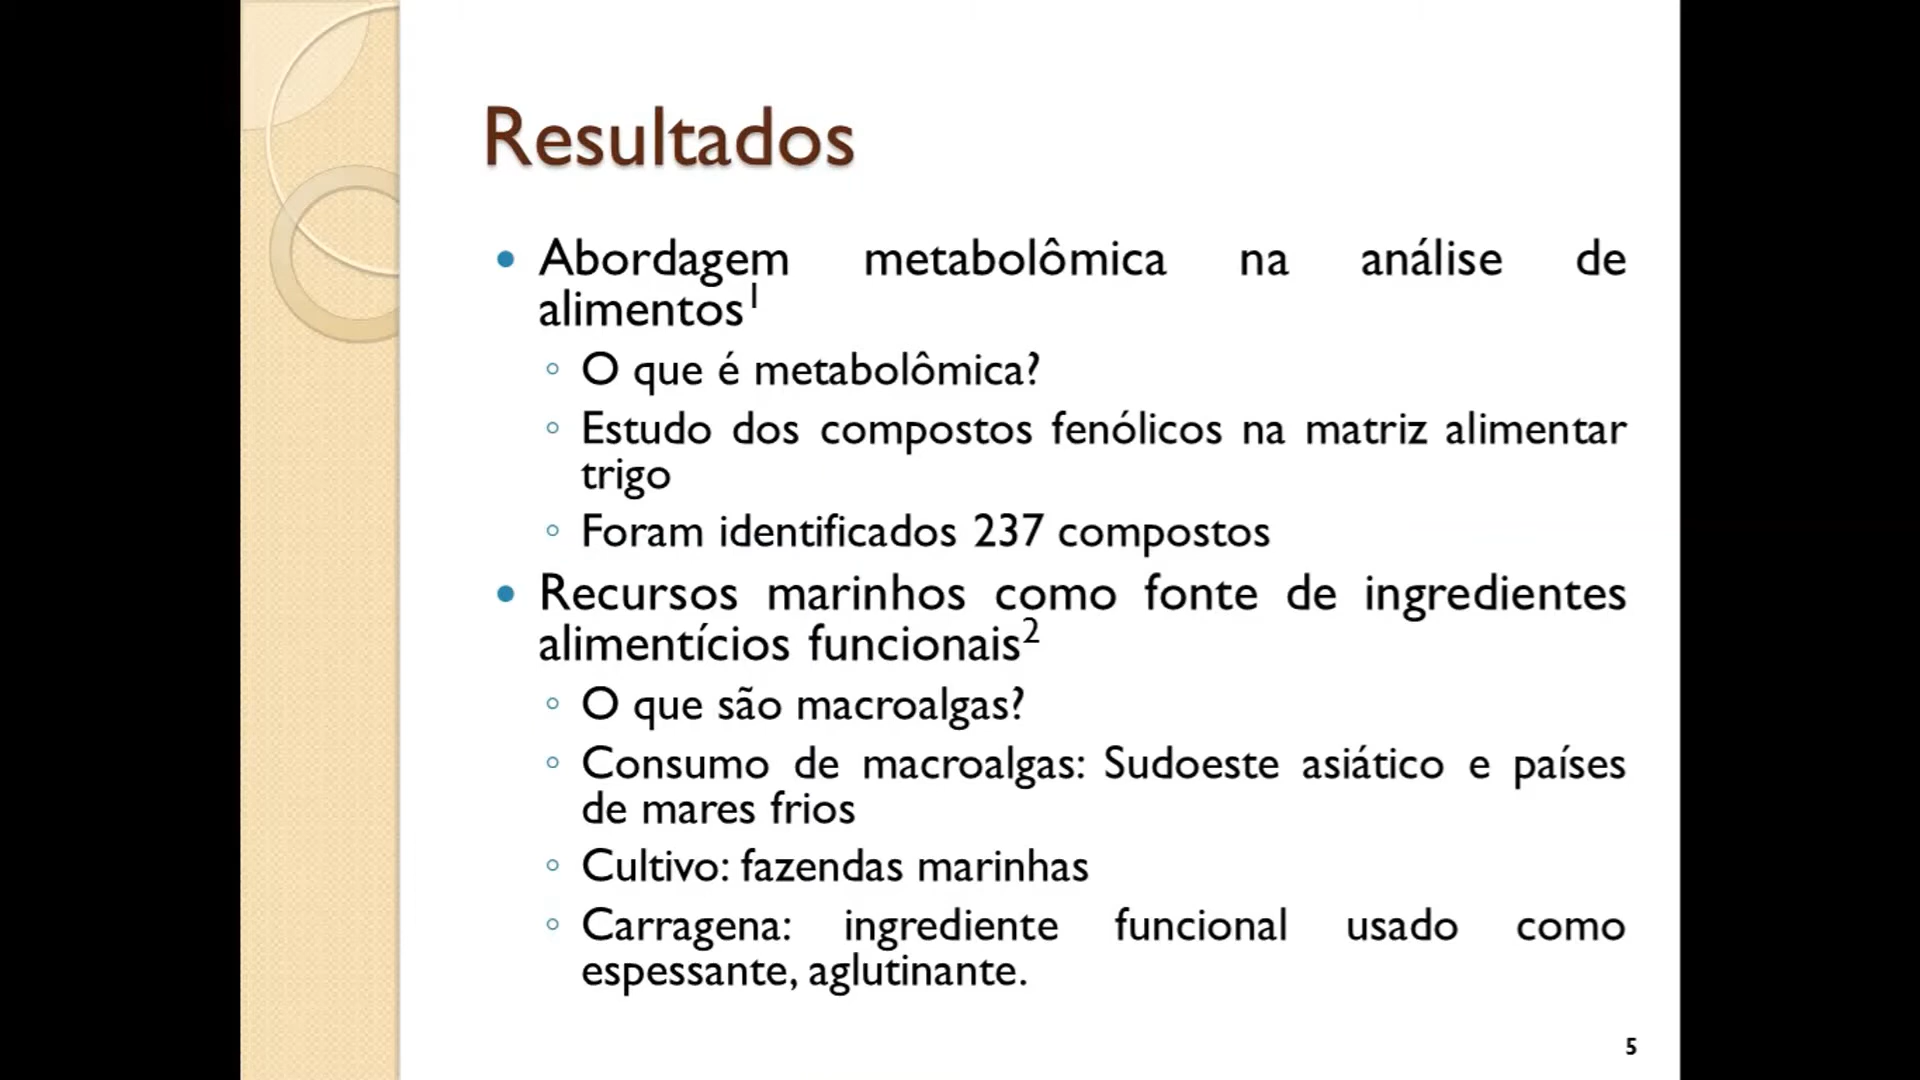 Resultados
Abordagem metabolômica na análise de
alimentos¹
O que é metabolômica?
Estudo dos compostos fenólicos na matriz alimentar
trigo
Foram identificados 237 compostos
Recursos marinhos como fonte de ingredientes
alimentícios funcionais²
O que são macroalgas?
Consumo de macroalgas: Sudoeste asiático e países
de mares frios
Cultivo: fazendas marinhas
Carragena: ingrediente funcional usado como
espessante, aglutinante.
5